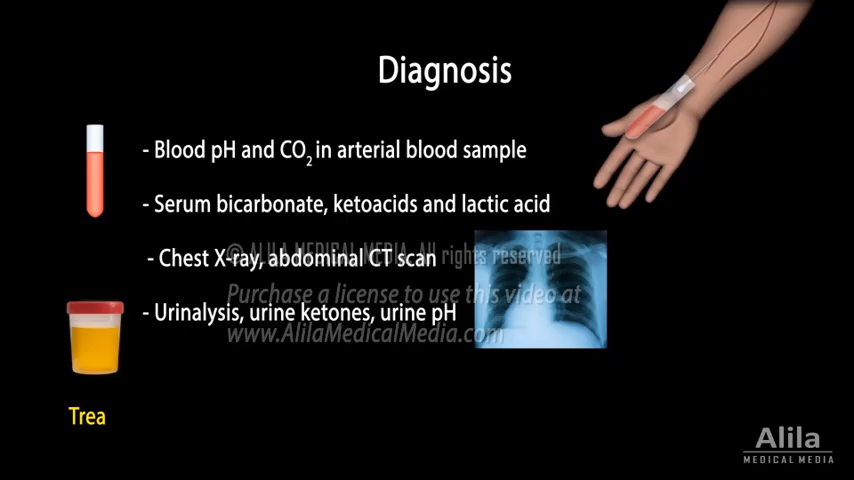 Diagnosis
- Blood pH and CO₂ in arterial blood sample
- Serum bicarbonate, ketoacids and lactic acid
- Chest X-ray, abdominal CT scan
© ALILA MEDICAL MEDIA. All rights reserved
Purchase a license to use this video at
- Urinalysis, urine ketones, urine pH
www.AlilaMedicalMedia.com
Trea
Alila
MEDICAL MEDIA